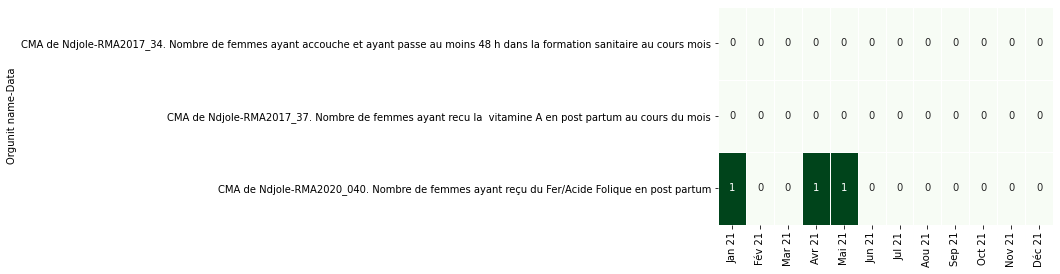 CMA de Ndjole-RMA2017_34. Nombre de femmes ayant accouche et ayant passe au moins 48 h dans la formation sanitaire au cours mois 0 0 0 0 0 0 0 0 0 0 0 0
CMA de Ndjole-RMA2017_37. Nombre de femmes ayant recu la  vitamine A en post partum au cours du mois 0 0 0 0 0 0 0 0 0 0 0 0
CMA de Ndjole-RMA2020_040. Nombre de femmes ayant reçu du Fer/Acide Folique en post partum 1 0 0 1 1 0 0 0 0 0 0 0
Orgunit name-Data
Jan 21
Fév 21
Mar 21
Avr 21
Mai 21
Jun 21
Jul 21
Aou 21
Sep 21
Oct 21
Nov 21
Déc 21